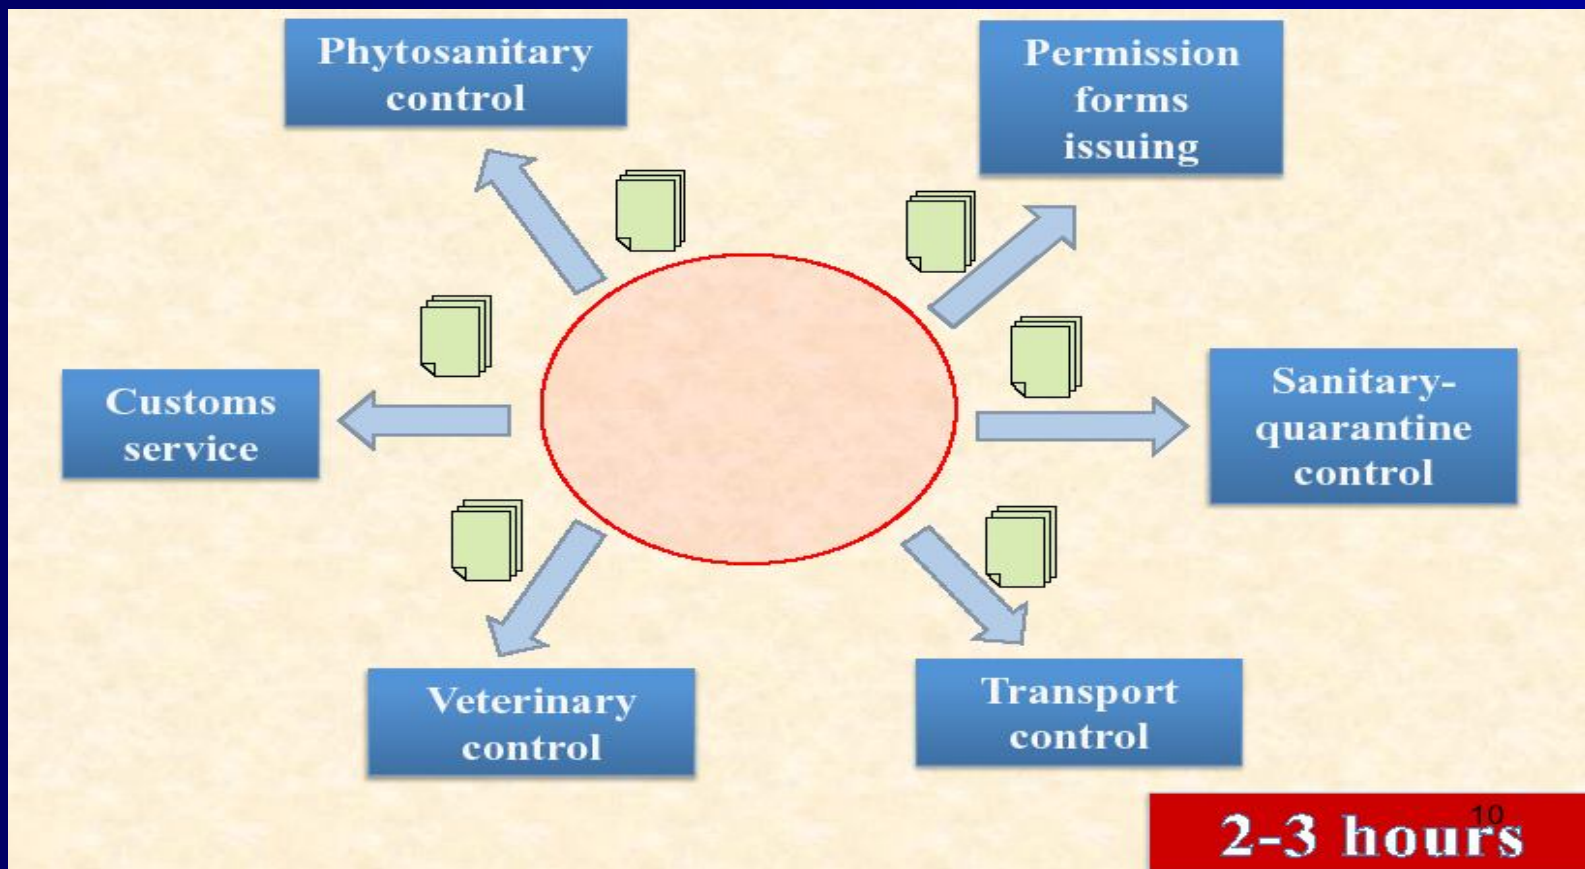 Phytosanitary
control
Permission
forms
issuing
Customs
service
Sanitary-
quarantine
control
Veterinary
control
Transport
control
10
2-3 hours